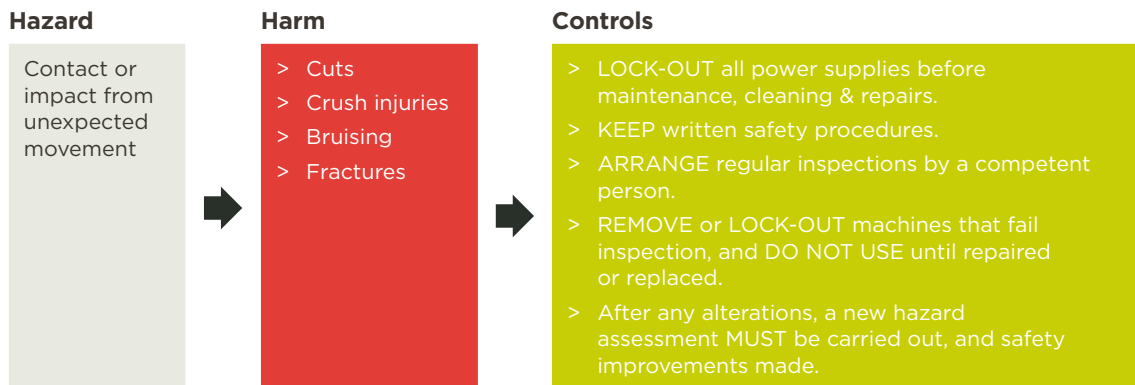 Hazard
Contact or
impact from
unexpected
movement
Harm
> Cuts
> Crush injuries
> Bruising
> Fractures
Controls
> LOCK-OUT all power supplies before
maintenance, cleaning & repairs.
> KEEP written safety procedures.
> ARRANGE regular inspections by a competent
person.
> REMOVE or LOCK-OUT machines that fail
inspection, and DO NOT USE until repaired
or replaced.
> After any alterations, a new hazard
assessment MUST be carried out, and safety
improvements made.